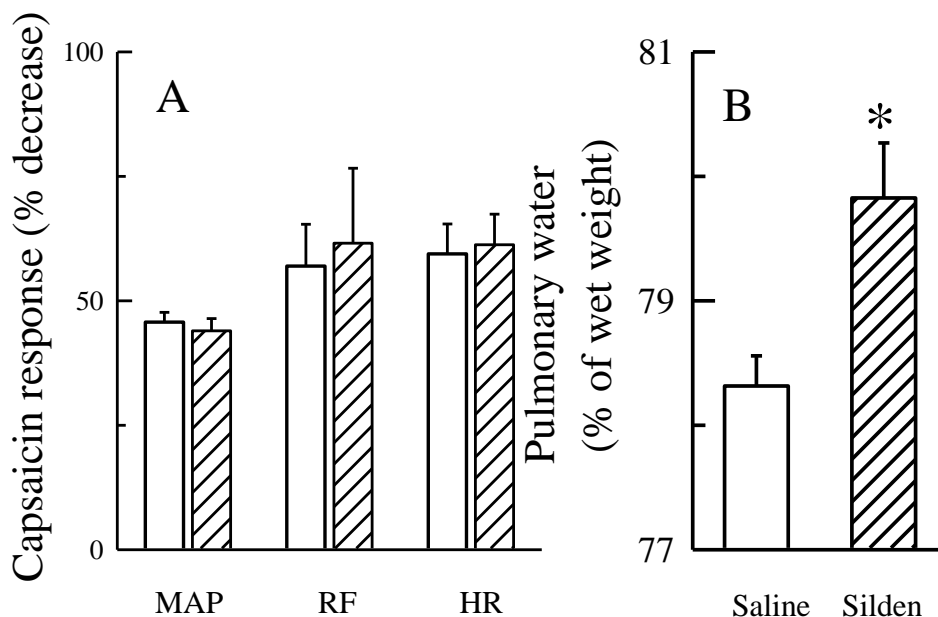 Capsaicin response (% decrease)
100
50
0
A
MAP RF HR
Pulmonary water
(% of wet weight)
81
79
77
B
*
Saline Silden